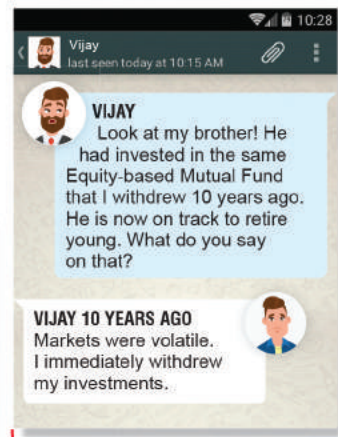 10:28
Vijay
last seen today at 10:15 AM
VIJAY
Look at my brother! He
had invested in the same
Equity-based Mutual Fund
that I withdrew 10 years ago.
He is now on track to retire
young. What do you say
on that?
VIJAY 10 YEARS AGO
Markets were volatile.
I immediately withdrew
my investments.